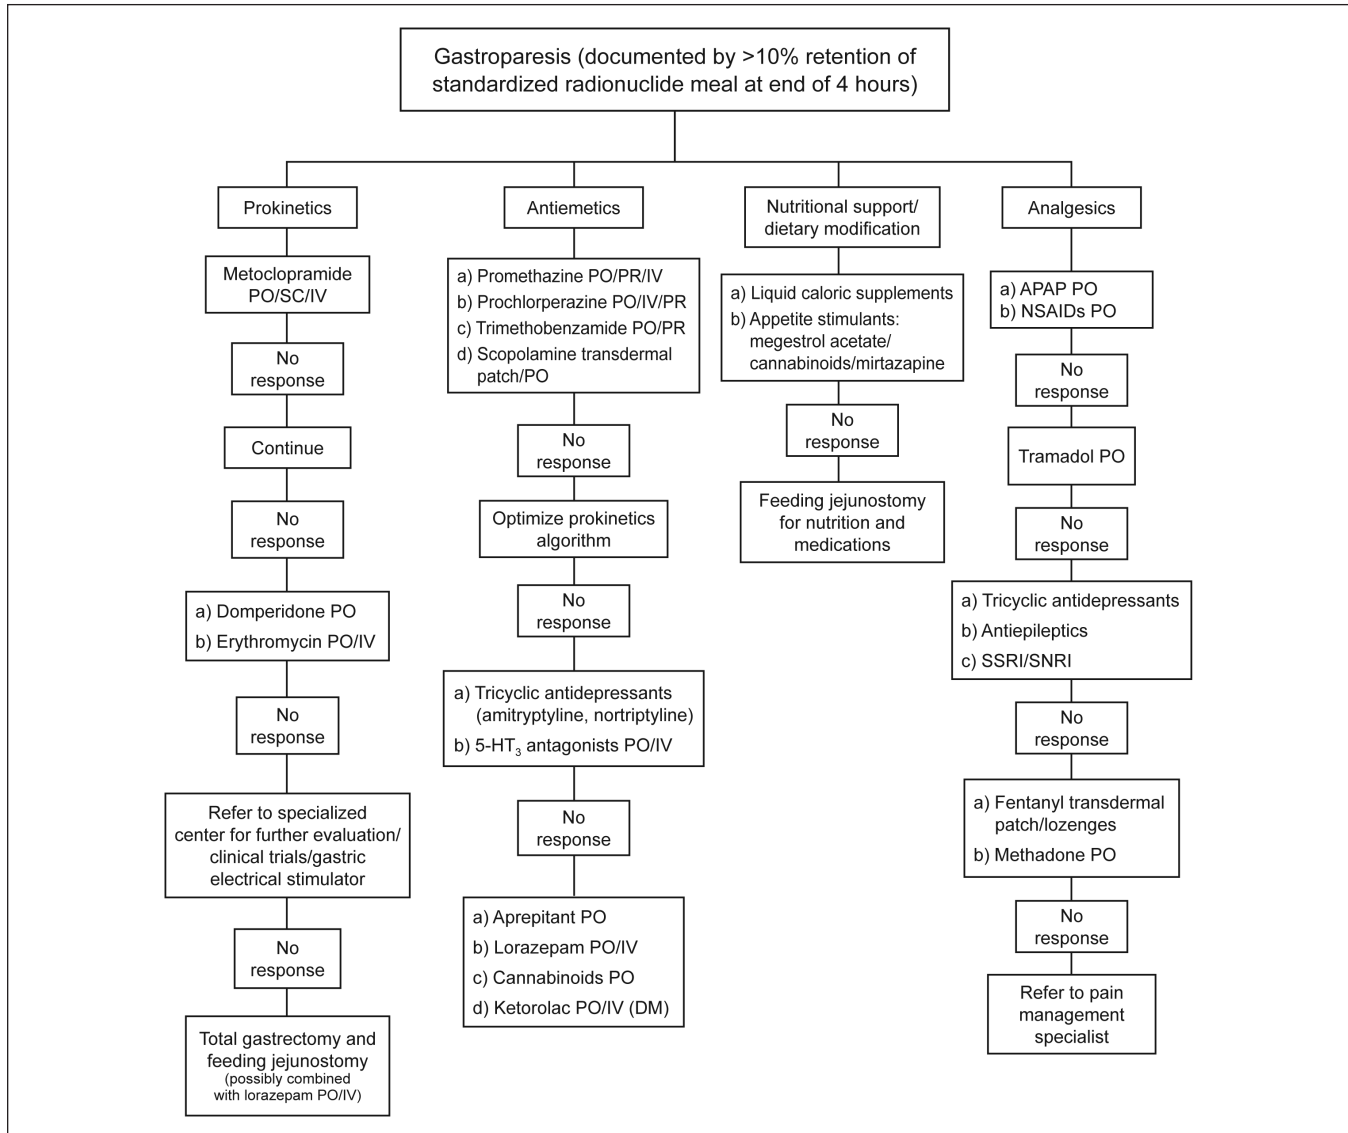 Gastroparesis (documented by >10% retention of
standardized radionuclide meal at end of 4 hours)
Prokinetics
Metoclopramide
PO/SC/IV
No
response
Continue
No
response
a) Domperidone PO
b) Erythromycin PO/IV
No
response
Refer to specialized
center for further evaluation/
clinical trials/gastric
electrical stimulator
No
response
Total gastrectomy and
feeding jejunostomy
(possibly combined
with lorazepam PO/IV)
Antiemetics
a) Promethazine PO/PR/IV
b) Prochlorperazine PO/IV/PR
c) Trimethobenzamide PO/PR
d) Scopolamine transdermal
patch/PO
No
response
Optimize prokinetics
algorithm
No
response
a) Tricyclic antidepressants
(amitryptyline, nortriptyline)
b) 5-HT3 antagonists PO/IV
No
response
a) Aprepitant PO
b) Lorazepam PO/IV
c) Cannabinoids PO
d) Ketorolac PO/IV (DM)
Nutritional support/
dietary modification
a) Liquid caloric supplements
b) Appetite stimulants:
megestrol acetate/
cannabinoids/mirtazapine
No
response
Feeding jejunostomy
for nutrition and
medications
Analgesics
a) APAP PO
b) NSAIDs PO
No
response
Tramadol PO
No
response
a) Tricyclic antidepressants
b) Antiepileptics
c) SSRI/SNRI
No
response
a) Fentanyl transdermal
patch/lozenges
b) Methadone PO
No
response
Refer to pain
management
specialist